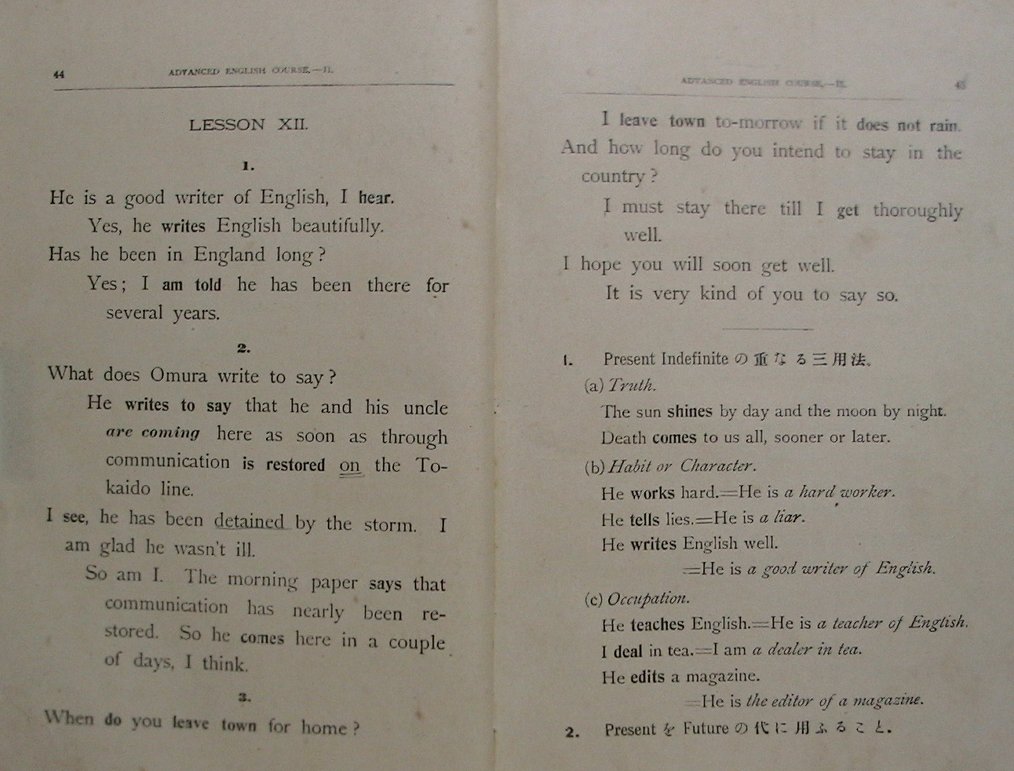 44
ADVANCED ENGLISH COURSE.—II.
LESSON XII.
1.
He is a good writer of English, I hear.
Yes, he writes English beautifully.
Has he been in England long?
Yes; I am told he has been there for
several years.
2.
What does Omura write to say?
He writes to say that he and his uncle
are coming here as soon as through
communication is restored on the To-
kaido line.
I see, he has been detained by the storm. I
am glad he wasn't ill.
So am I. The morning paper says that
communication has nearly been re-
stored. So he comes here in a couple
of days, I think.
3.
When do you leave town for home?
ADVANCED ENGLISH COURSE.—II.
45
I leave town to-morrow if it does not rain.
And how long do you intend to stay in the
country?
I must stay there till I get thoroughly
well.
I hope you will soon get well.
It is very kind of you to say so.
1. Present Indefinite の重なる三用法。
(a) Truth.
The sun shines by day and the moon by night.
Death comes to us all, sooner or later.
(b) Habit or Character.
He works hard.=He is a hard worker.
He tells lies.=He is a liar.
He writes English well.
=He is a good writer of English.
(c) Occupation.
He teaches English.=He is a teacher of English.
I deal in tea.=I am a dealer in tea.
He edits a magazine.
=He is the editor of a magazine.
2. Present を Future の代に用ふること.